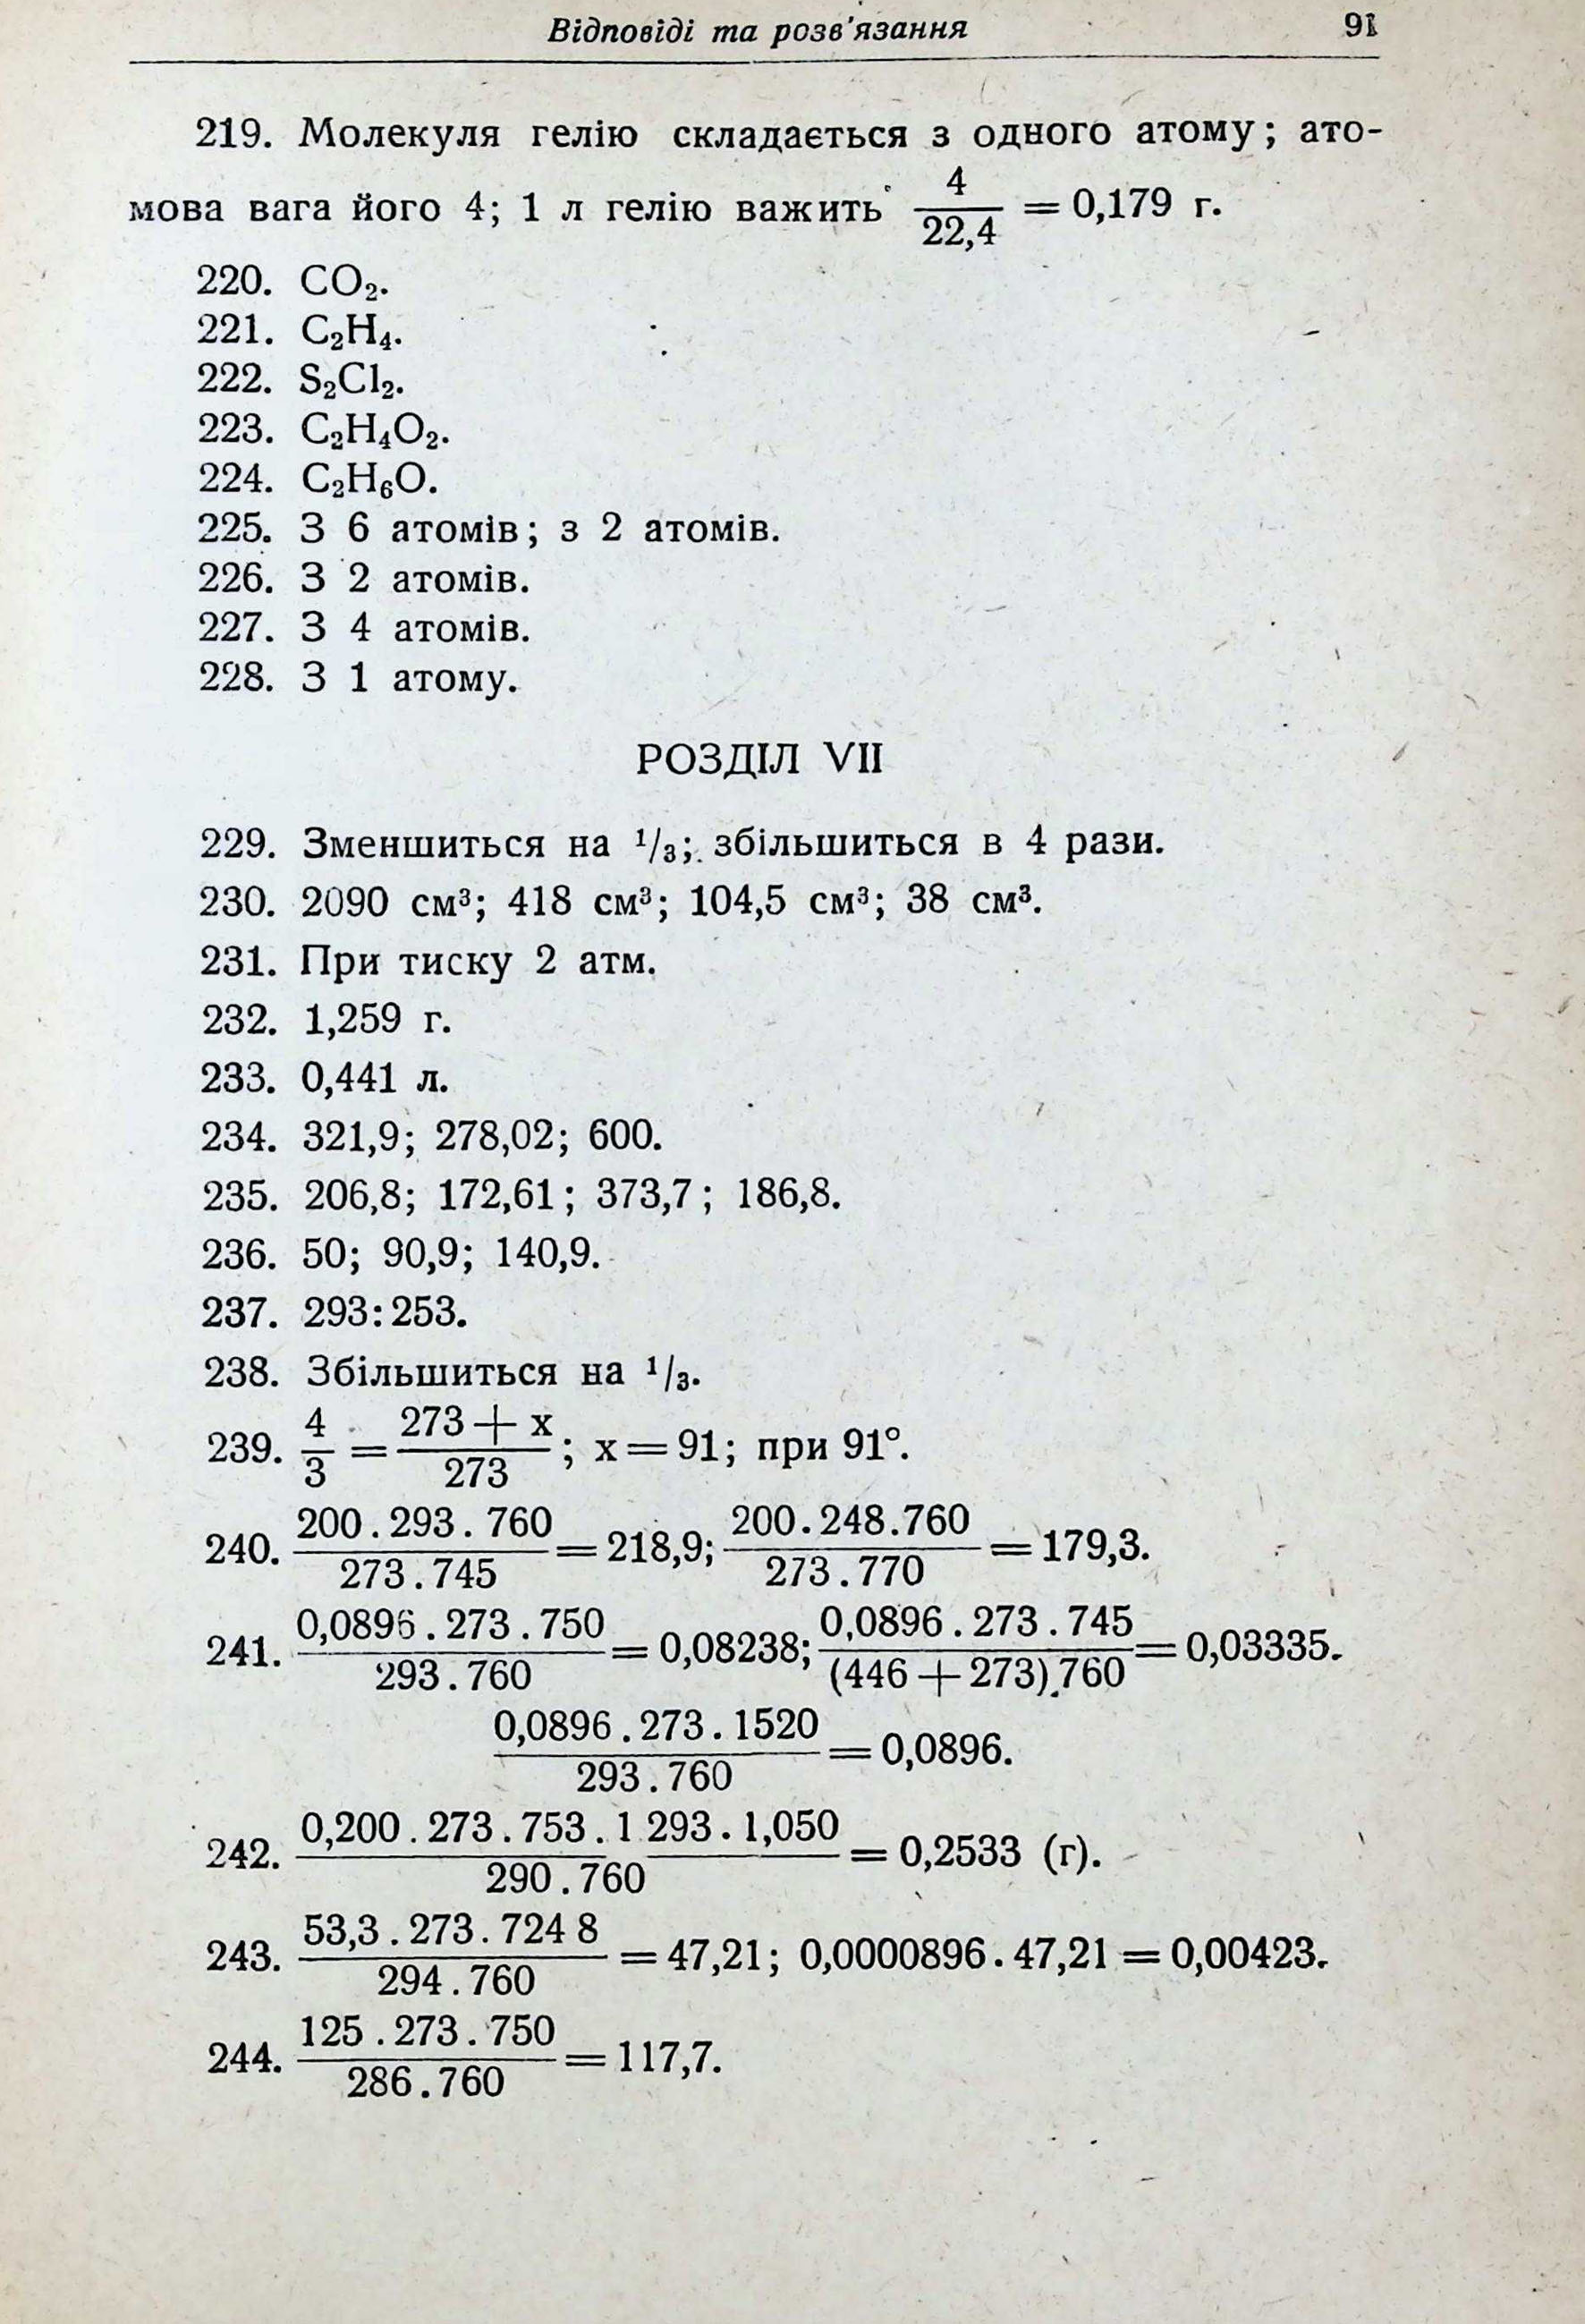 Відповіді та розв'язання 91
219. Молекуля гелію складається з одного атому; ато-
мова вага його 4; 1 л гелію важить 4/22,4 = 0,179 г.
220. CO₂.
221. C₂H₄.
222. S₂Cl₂.
223. C₂H₄O₂.
224. C₂H₆O.
225. З 6 атомів; з 2 атомів.
226. З 2 атомів.
227. З 4 атомів.
228. З 1 атому.
РОЗДІЛ VII
229. Зменшиться на ¹/₃; збільшиться в 4 рази.
230. 2090 см³; 418 см³; 104,5 см³; 38 см³.
231. При тиску 2 атм.
232. 1,259 г.
233. 0,441 л.
234. 321,9; 278,02; 600.
235. 206,8; 172,61; 373,7; 186,8.
236. 50; 90,9; 140,9.
237. 293:253.
238. Збільшиться на ¹/₃.
239. 4/3 = (273 + x)/273; x = 91; при 91°.
240. (200.293.760)/(273.745) = 218,9; (200.248.760)/(273.770) = 179,3.
241. (0,0896.273.750)/(293.760) = 0,08238; (0,0896.273.745)/((446 + 273).760) = 0,03335.
(0,0896.273.1520)/(293.760) = 0,0896.
242. (0,200.273.753.1 293.1,050)/(290.760) = 0,2533 (г).
243. (53,3.273.724 8)/(294.760) = 47,21; 0,0000896.47,21 = 0,00423.
244. (125.273.750)/(286.760) = 117,7.